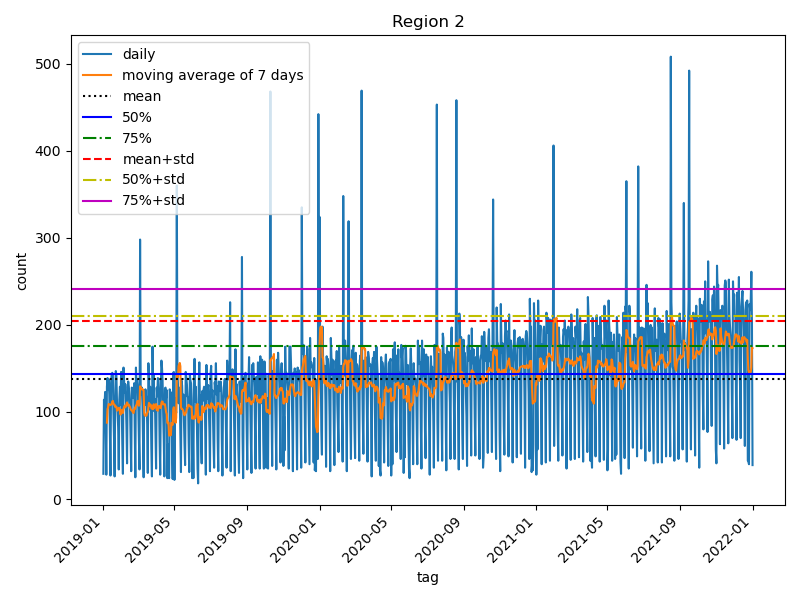 Region 2
daily
moving average of 7 days
mean
50%
75%
mean+std
50%+std
75%+std
count
500
400
300
200
100
0
2019-01
2019-05
2019-09
2020-01
2020-05
2020-09
2021-01
2021-05
2021-09
2022-01
tag